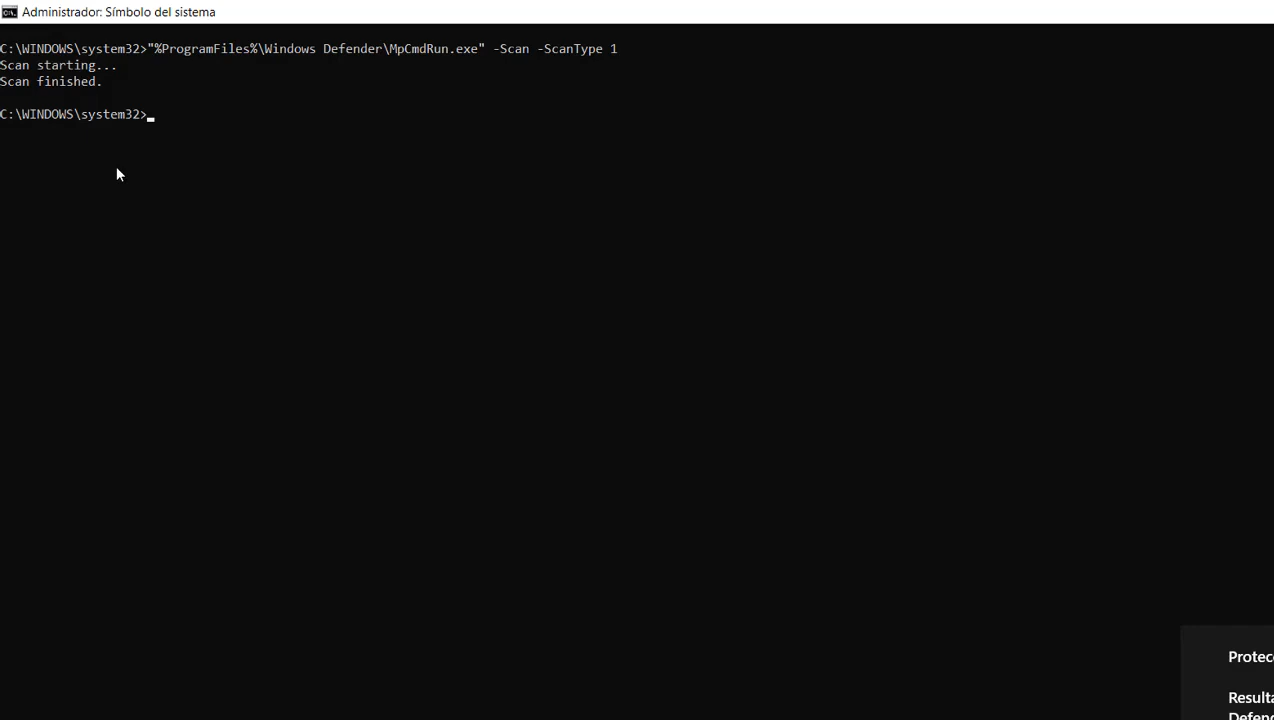 Administrador: Símbolo del sistema
C:\WINDOWS\system32>"%ProgramFiles%\Windows Defender\MpCmdRun.exe" -Scan -ScanType 1
Scan starting...
Scan finished.
C:\WINDOWS\system32>
Protec
Resulta
Defen